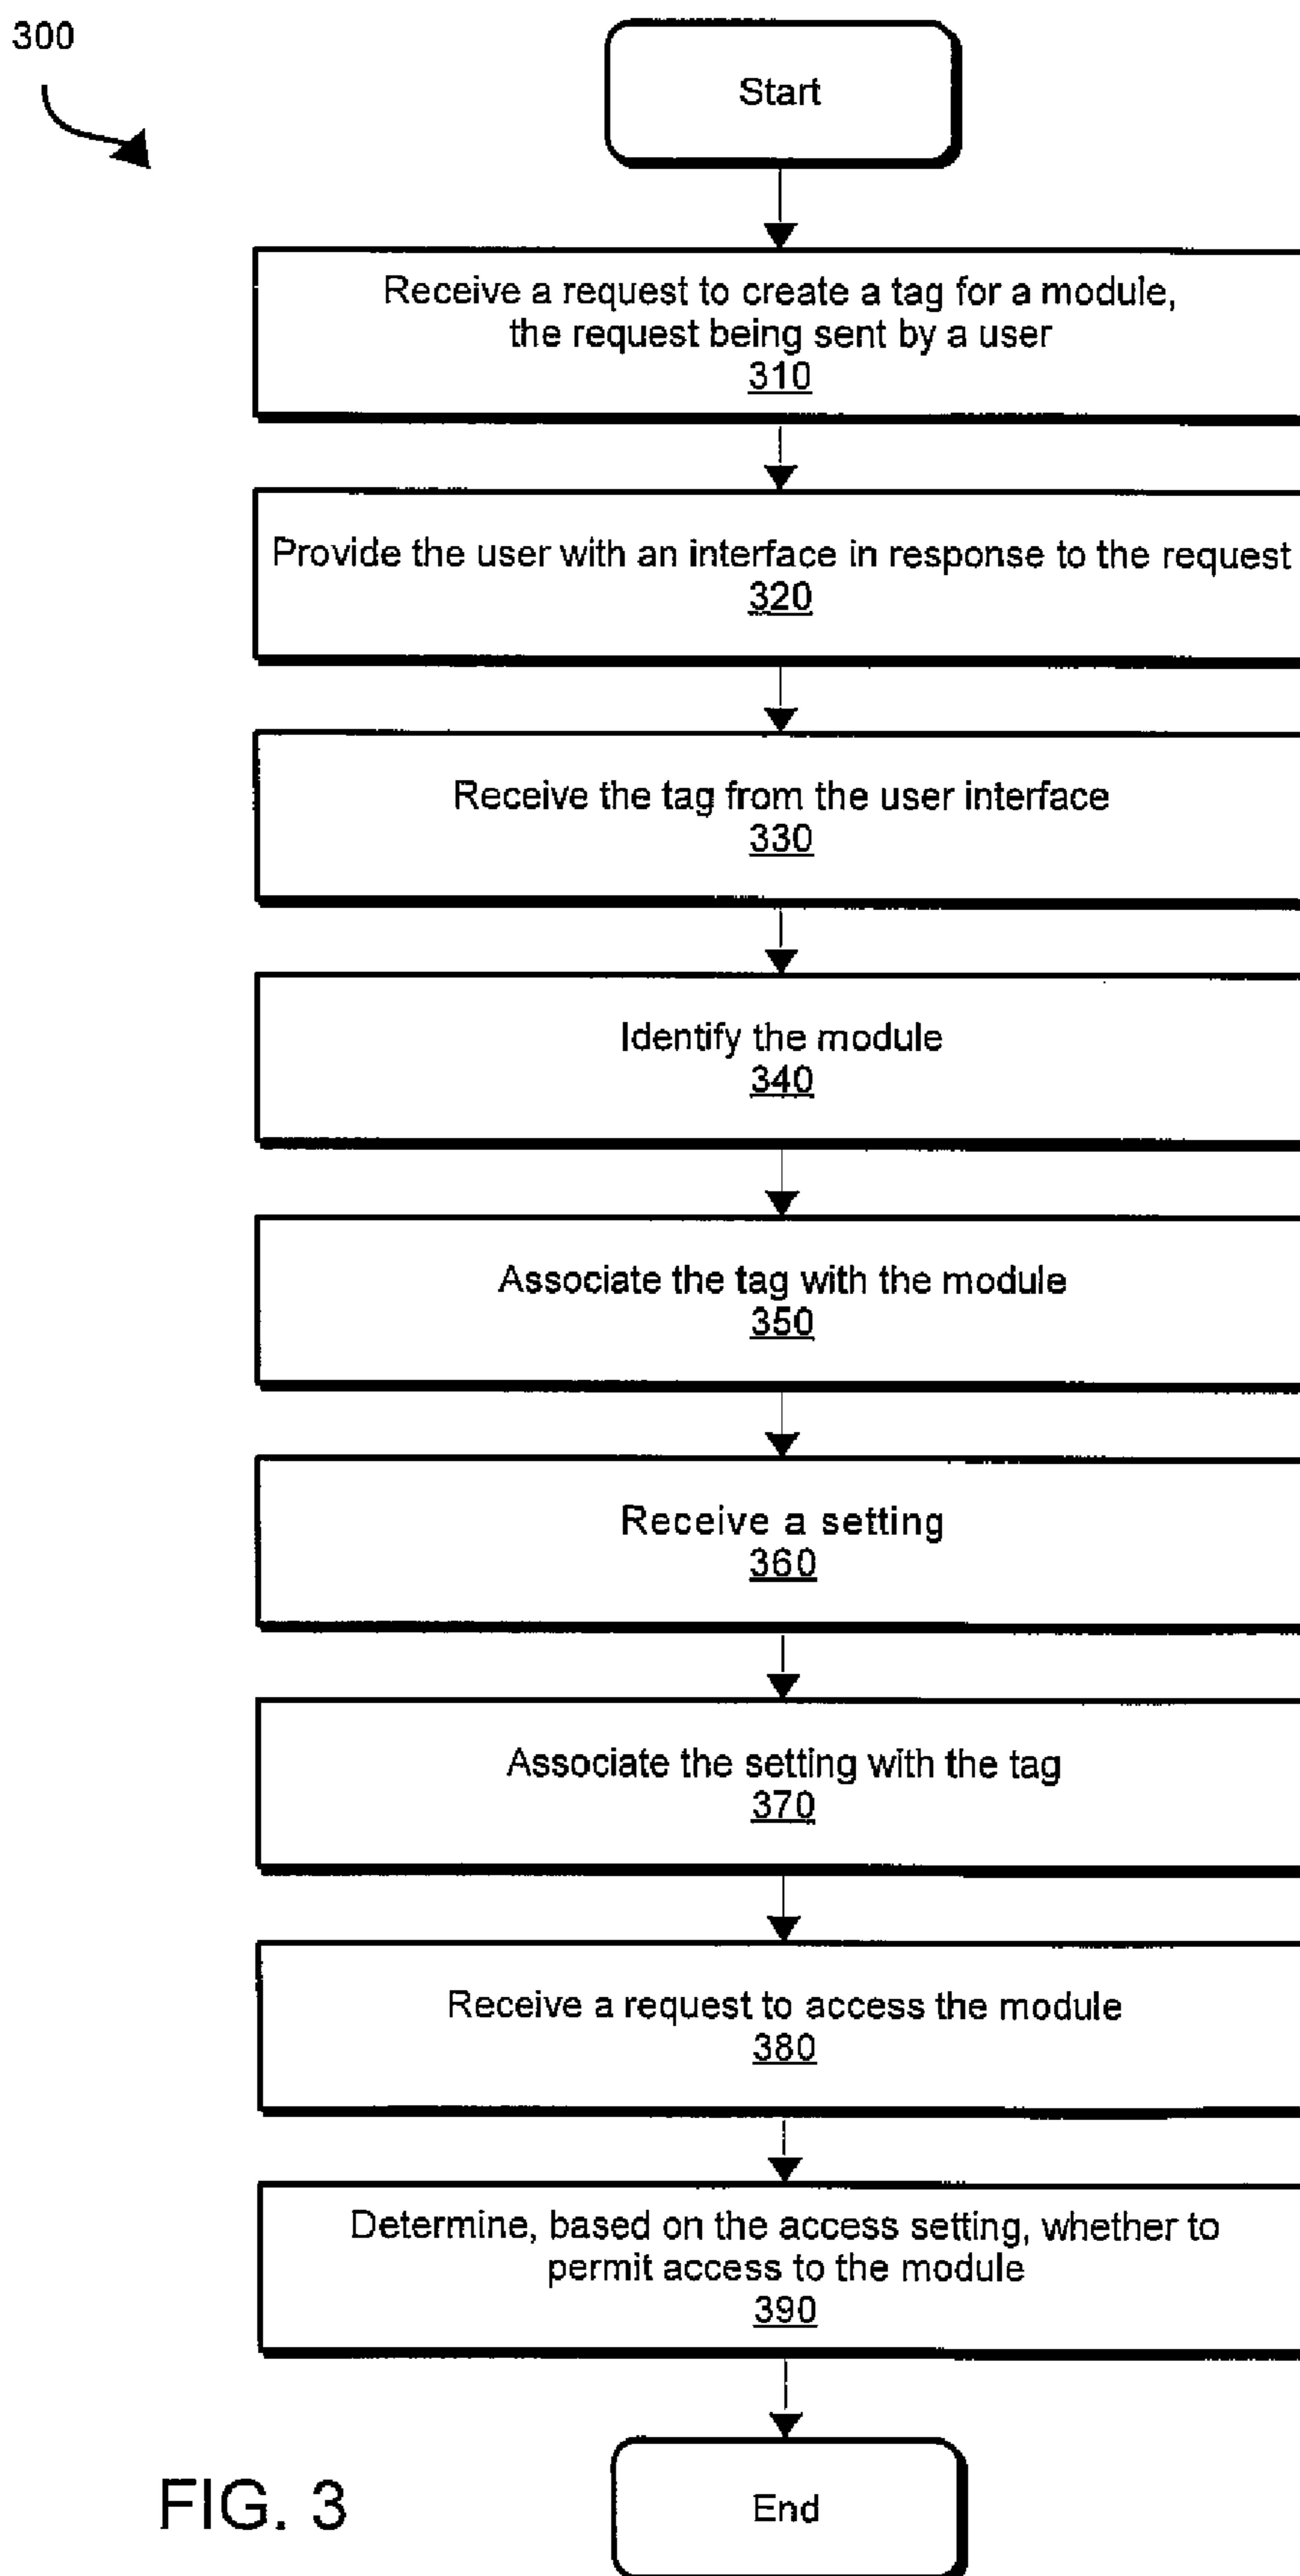 300
Start
Receive a request to create a tag for a module,
the request being sent by a user
310
Provide the user with an interface in response to the request
320
Receive the tag from the user interface
330
Identify the module
340
Associate the tag with the module
350
Receive a setting
360
Associate the setting with the tag
370
Receive a request to access the module
380
Determine, based on the access setting, whether to
permit access to the module
390
End
FIG. 3